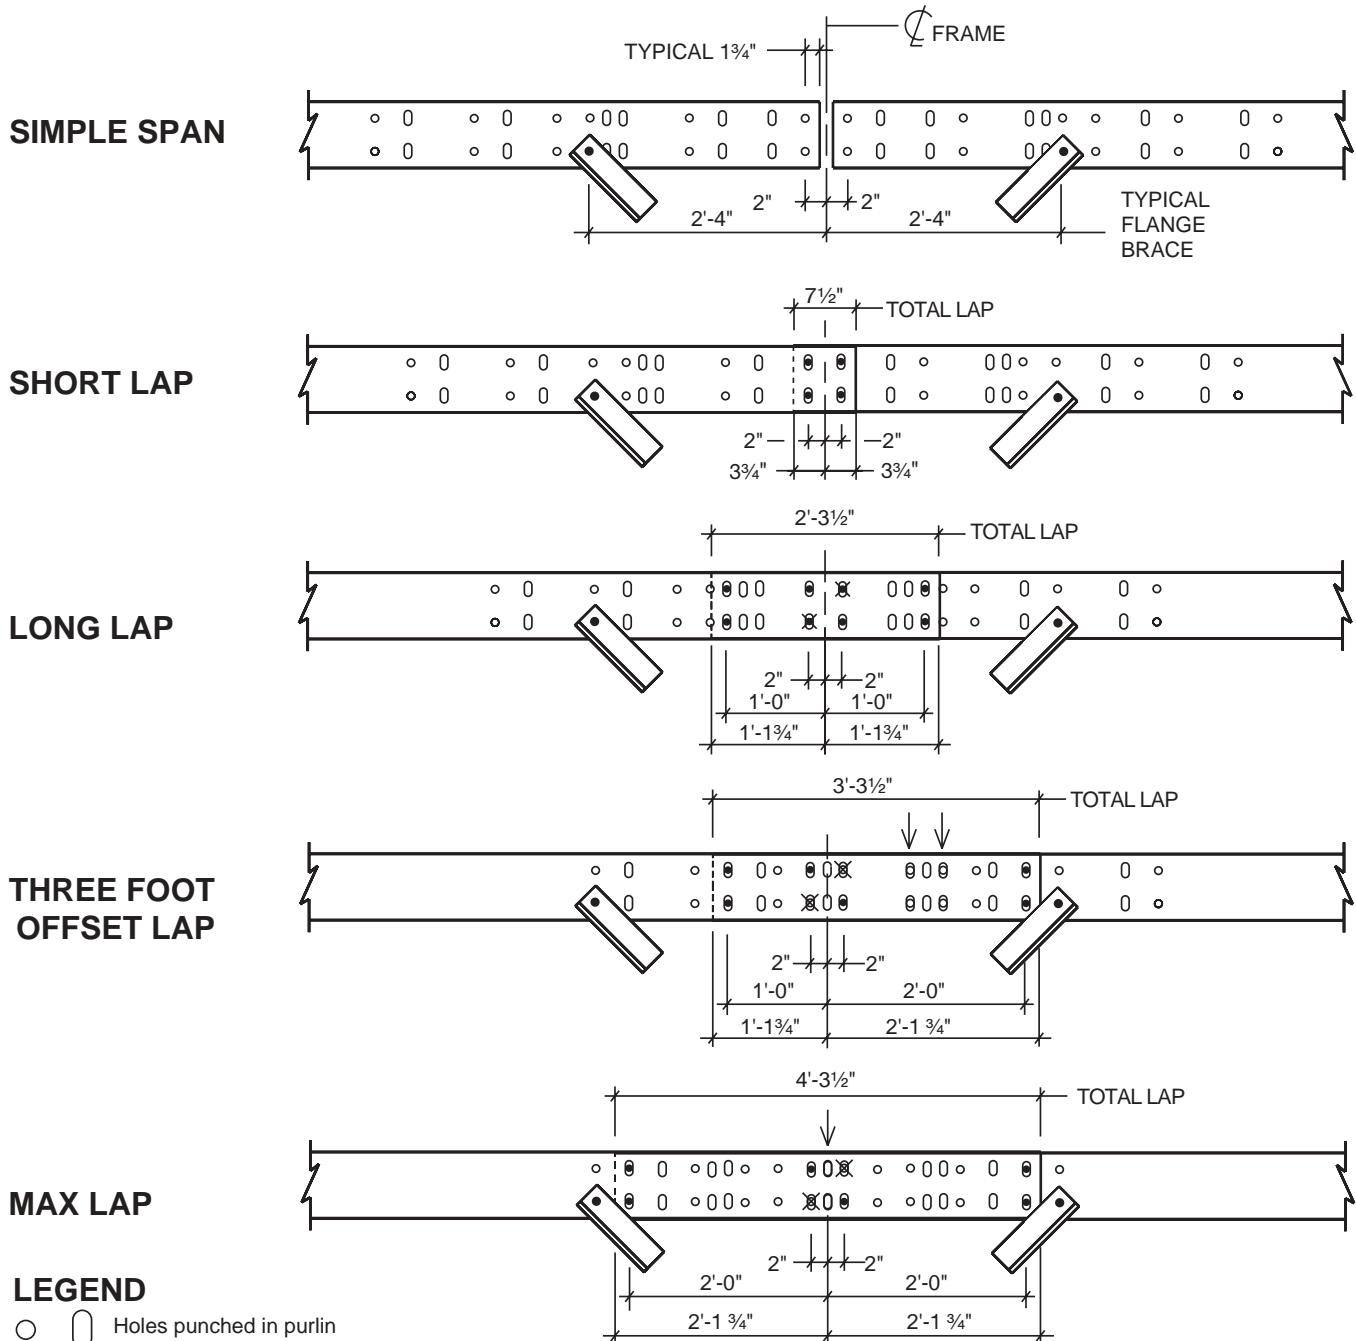 ℄ FRAME
TYPICAL 1¾"
SIMPLE SPAN
2" 2"
2'-4" 2'-4"
TYPICAL
FLANGE
BRACE
7½"
TOTAL LAP
SHORT LAP
2" 2"
3¾" 3¾"
2'-3½"
TOTAL LAP
LONG LAP
2" 2"
1'-0" 1'-0"
1'-1¾" 1'-1¾"
3'-3½"
TOTAL LAP
THREE FOOT
OFFSET LAP
2" 2"
1'-0" 2'-0"
1'-1¾" 2'-1 ¾"
4'-3½"
TOTAL LAP
MAX LAP
2" 2"
2'-0" 2'-0"
2'-1 ¾" 2'-1 ¾"
LEGEND
Holes punched in purlin